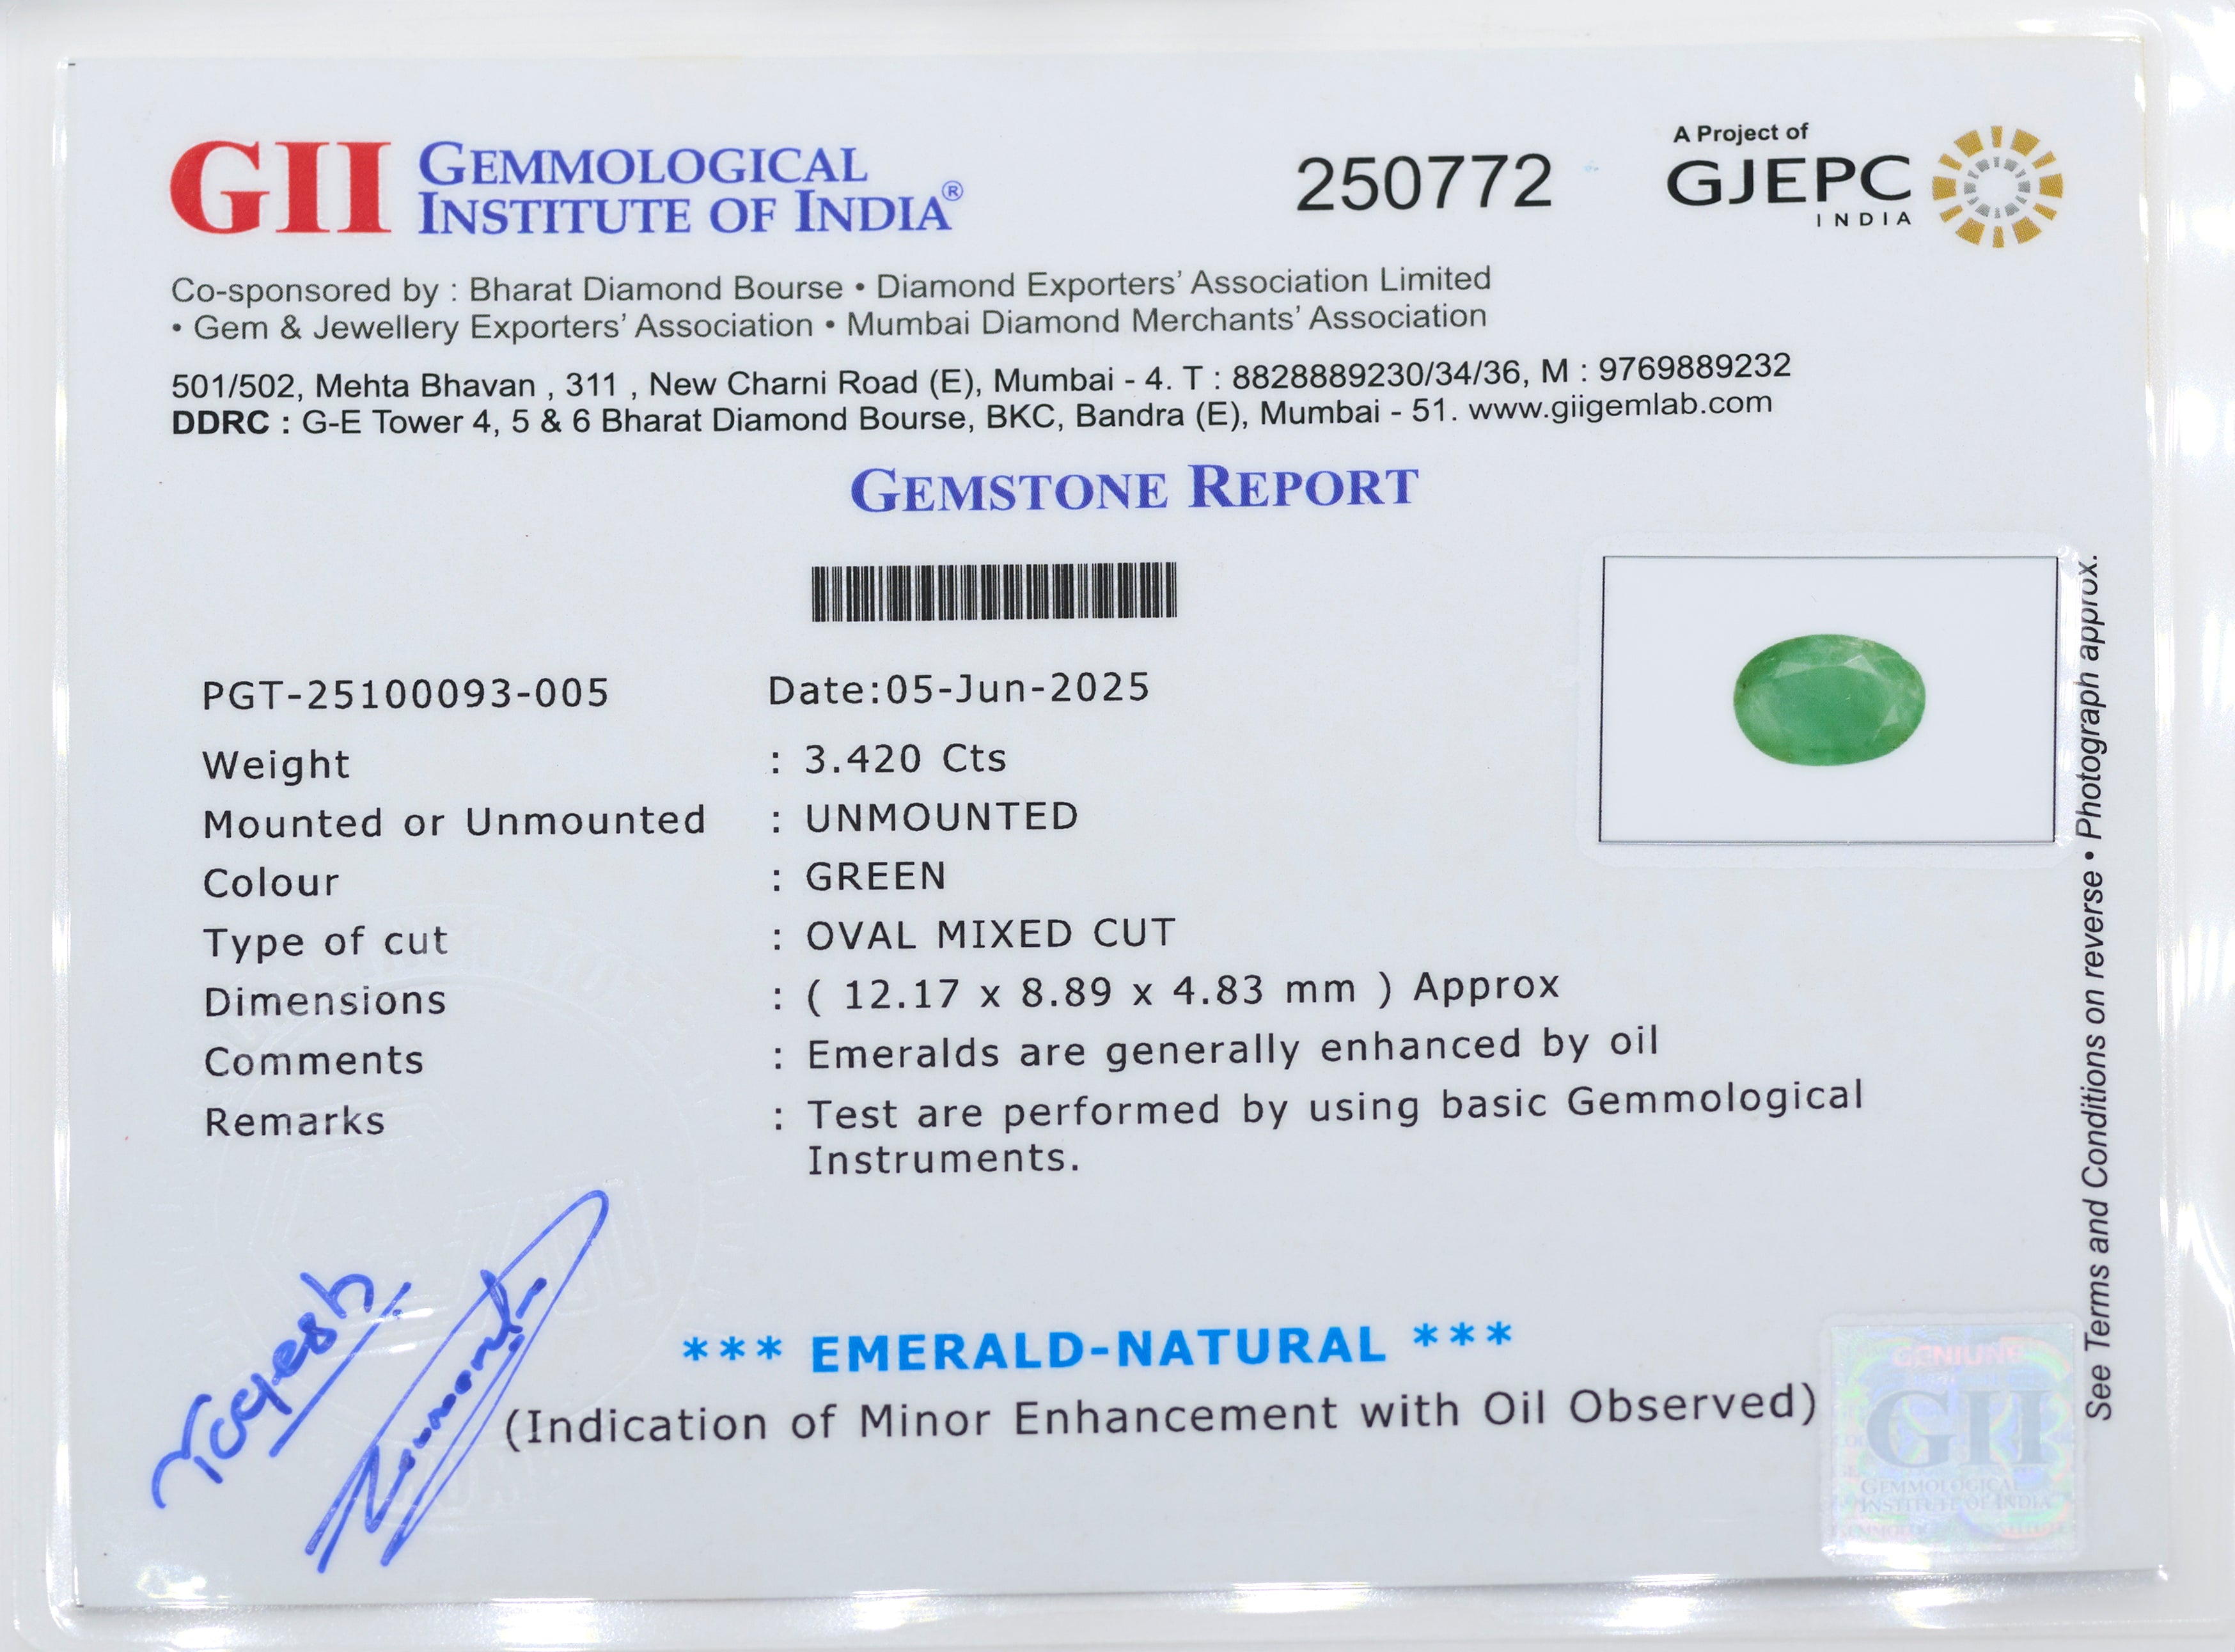 GII GEMMOLOGICAL
INSTITUTE OF INDIA®
250772
A Project of
GJEPC
INDIA
Co-sponsored by : Bharat Diamond Bourse • Diamond Exporters' Association Limited
• Gem & Jewellery Exporters' Association • Mumbai Diamond Merchants' Association
501/502, Mehta Bhavan , 311 , New Charni Road (E), Mumbai - 4. T : 8828889230/34/36, M : 9769889232
DDRC : G-E Tower 4, 5 & 6 Bharat Diamond Bourse, BKC, Bandra (E), Mumbai - 51. www.giigemlab.com
GEMSTONE REPORT
PGT-25100093-005 Date:05-Jun-2025
Weight : 3.420 Cts
Mounted or Unmounted : UNMOUNTED
Colour : GREEN
Type of cut : OVAL MIXED CUT
Dimensions : ( 12.17 x 8.89 x 4.83 mm ) Approx
Comments : Emeralds are generally enhanced by oil
Remarks : Test are performed by using basic Gemmological
Instruments.
*** EMERALD-NATURAL ***
(Indication of Minor Enhancement with Oil Observed)
See Terms and Conditions on reverse • Photograph approx.
GENIUNE
GII
GEMMOLOGICAL
INSTITUTE OF INDIA